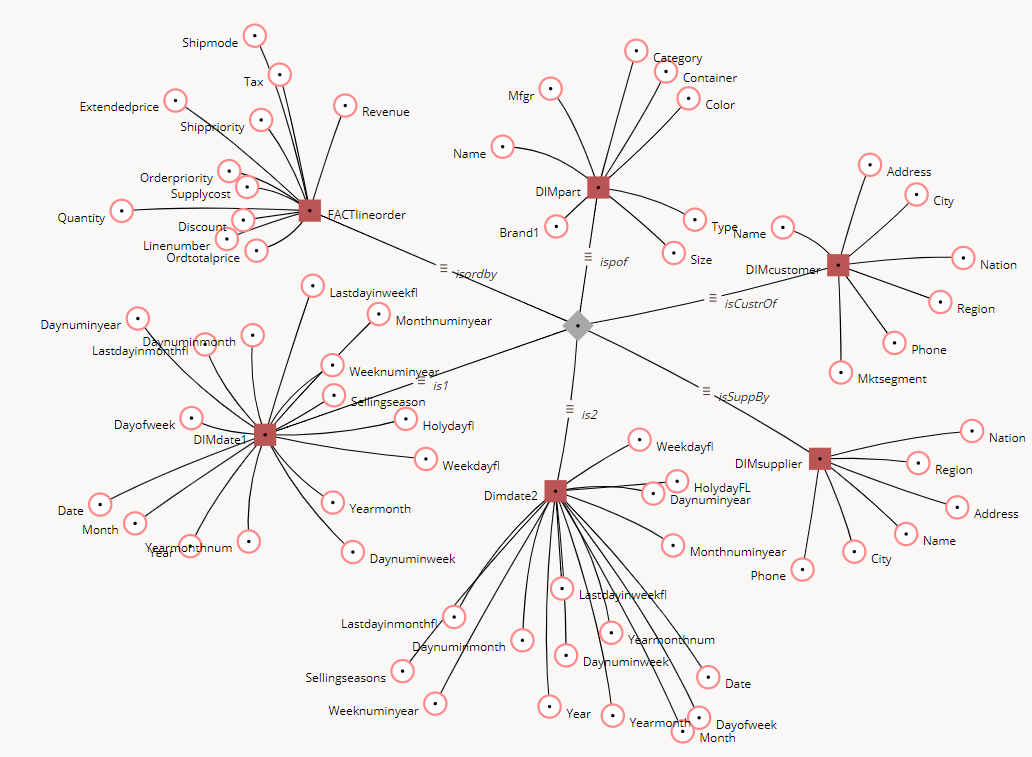 Shipmode
Tax
Extendedprice
Revenue
Shippriority
Orderpriority
Supplycost
Quantity
Discount
Linenumber
Ordtotalprice
FACTlineorder
Category
Container
Color
Mfgr
Name
DIMpart
Brand1
Type
Size
Address
City
Name
DIMcustomer
Nation
Region
Phone
Mktsegment
isordby
ispof
isCustrOf
is1
is2
isSuppBy
Lastdayinweekfl
Monthnuminyear
Daynuminyear
Daynuminmonth
Lastdayinmonthfl
Weeknuminyear
Sellingseason
Dayofweek
DIMdate1
Holydayfl
Weekdayfl
Date
Month
Year
Yearmonthnum
Yearmonth
Daynuminweek
Dimdate2
Weekdayfl
HolydayFL
Daynuminyear
Monthnuminyear
Lastdayinweekfl
Lastdayinmonthfl
Daynuminmonth
Yearmonthnum
Daynuminweek
Sellingseasons
Weeknuminyear
Year
Yearmonth
Date
Dayofweek
Month
DIMsupplier
Nation
Region
Address
Name
City
Phone